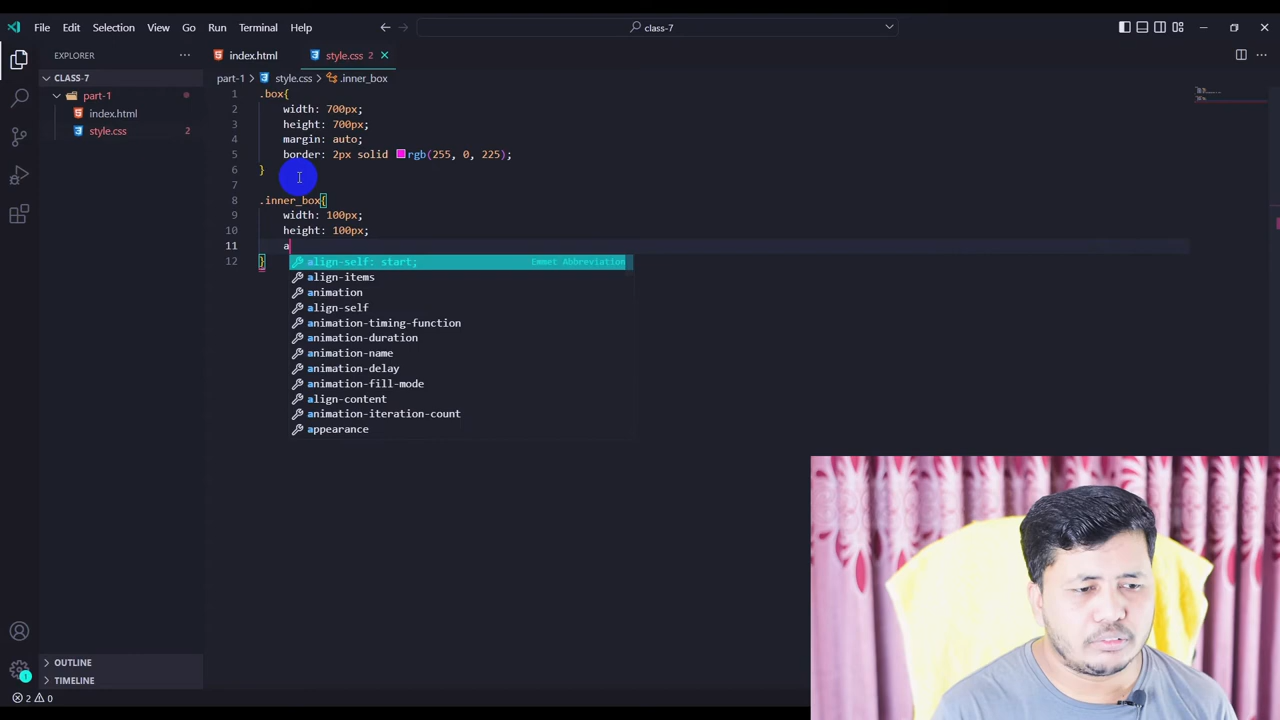 File Edit Selection View Go Run Terminal Help
class-7
EXPLORER
index.html
style.css 2
CLASS-7
part-1 > style.css > .inner_box
part-1
index.html
style.css 2
1 .box{
2 width: 700px;
3 height: 700px;
4 margin: auto;
5 border: 2px solid rgb(255, 0, 225);
6 }
7
8 .inner_box{
9 width: 100px;
10 height: 100px;
11 a
12 }
align-self: start; Emmet Abbreviation
align-items
animation
align-self
animation-timing-function
animation-duration
animation-name
animation-delay
animation-fill-mode
align-content
animation-iteration-count
appearance
OUTLINE
TIMELINE
1
2 0